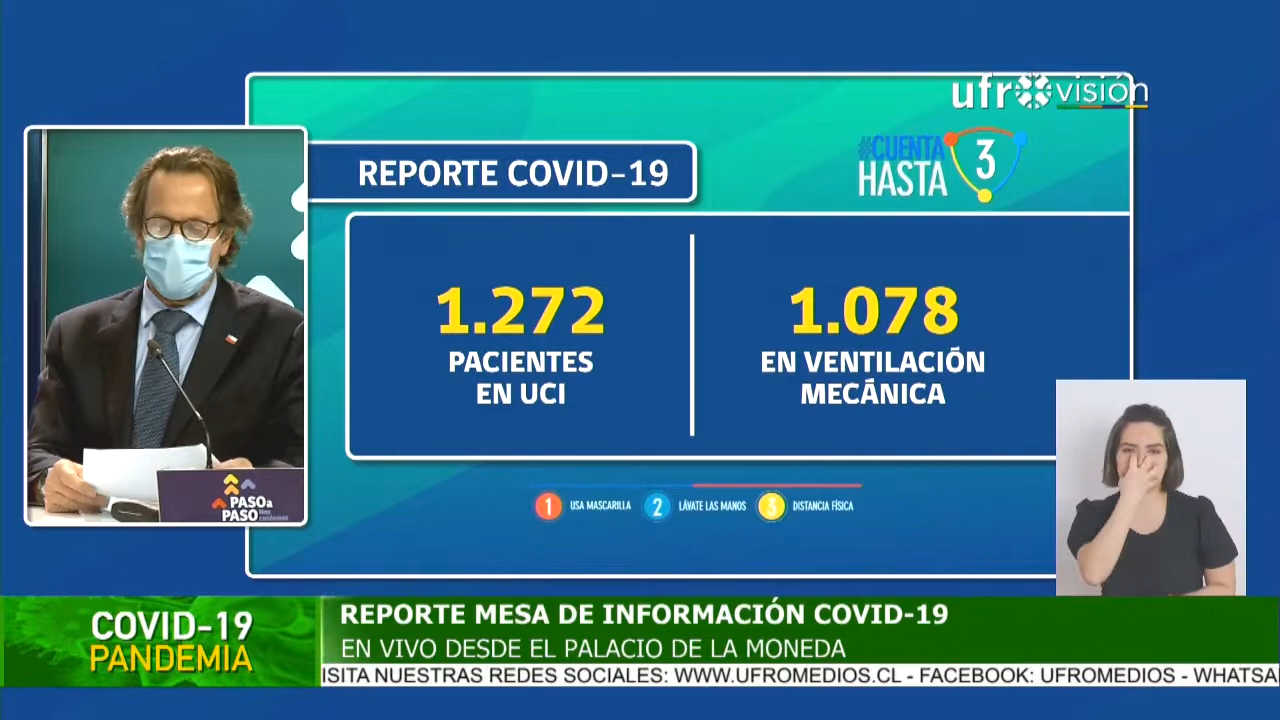 ufrovisión
REPORTE COVID-19
#CUENTA
HASTA
3
1.272
PACIENTES
EN UCI
1.078
EN VENTILACIÓN
MECÁNICA
1 USA MASCARILLA 2 LÁVATE LAS MANOS 3 DISTANCIA FÍSICA
PASO a
PASO Nos
cuidamos
COVID-19
PANDEMIA
REPORTE MESA DE INFORMACIÓN COVID-19
EN VIVO DESDE EL PALACIO DE LA MONEDA
ISITA NUESTRAS REDES SOCIALES: WWW.UFROMEDIOS.CL - FACEBOOK: UFROMEDIOS - WHATSA